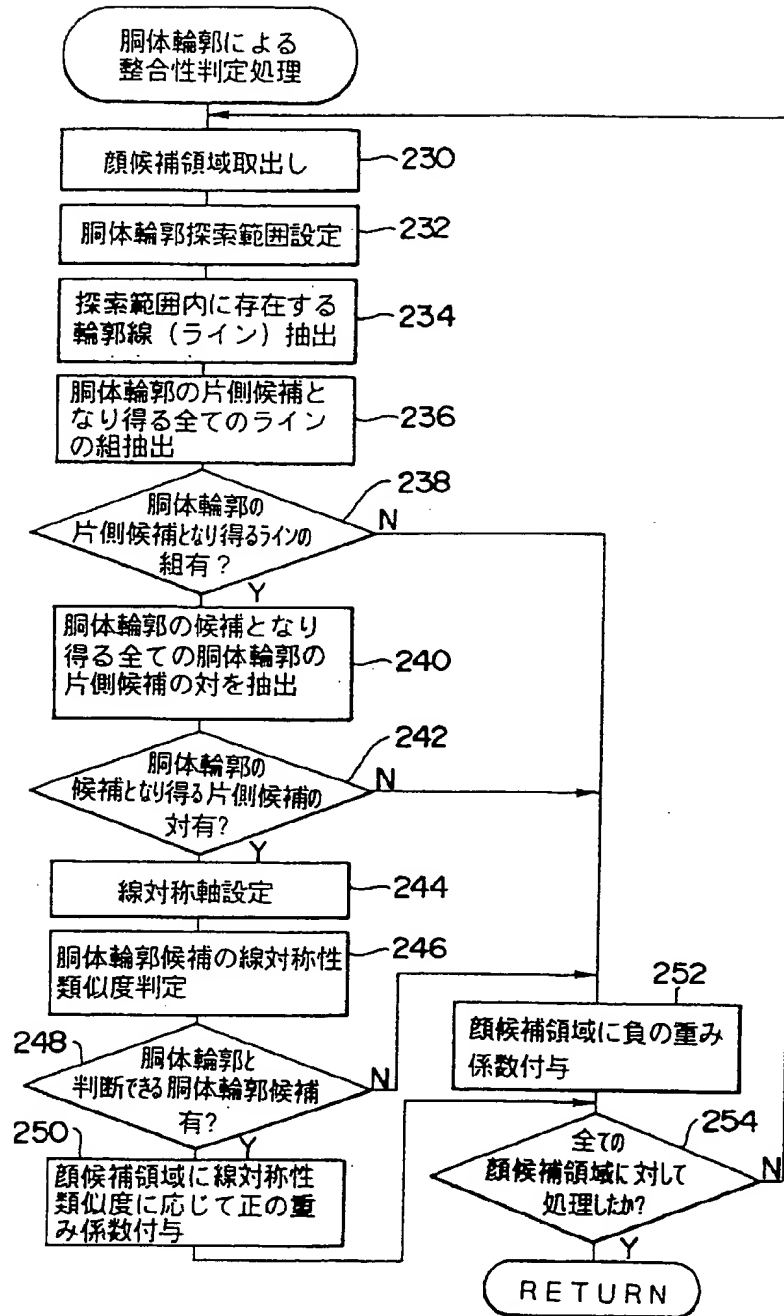 胴体輪郭による
整合性判定処理
顔候補領域取出し
230
胴体輪郭探索範囲設定
232
探索範囲内に存在する
輪郭線（ライン）抽出
234
胴体輪郭の片側候補と
なり得る全てのライン
の組抽出
236
胴体輪郭の
片側候補となり得るラインの
組有？
238
N
Y
胴体輪郭の候補となり
得る全ての胴体輪郭の
片側候補の対を抽出
240
胴体輪郭の
候補となり得る片側候補の
対有？
242
N
Y
線対称軸設定
244
胴体輪郭候補の線対称性
類似度判定
246
胴体輪郭と
判断できる胴体輪郭候補
有？
248
N
Y
顔候補領域に線対称性
類似度に応じて正の重
み係数付与
250
顔候補領域に負の重み
係数付与
252
全ての
顔候補領域に対して
処理したか？
254
N
Y
RETURN